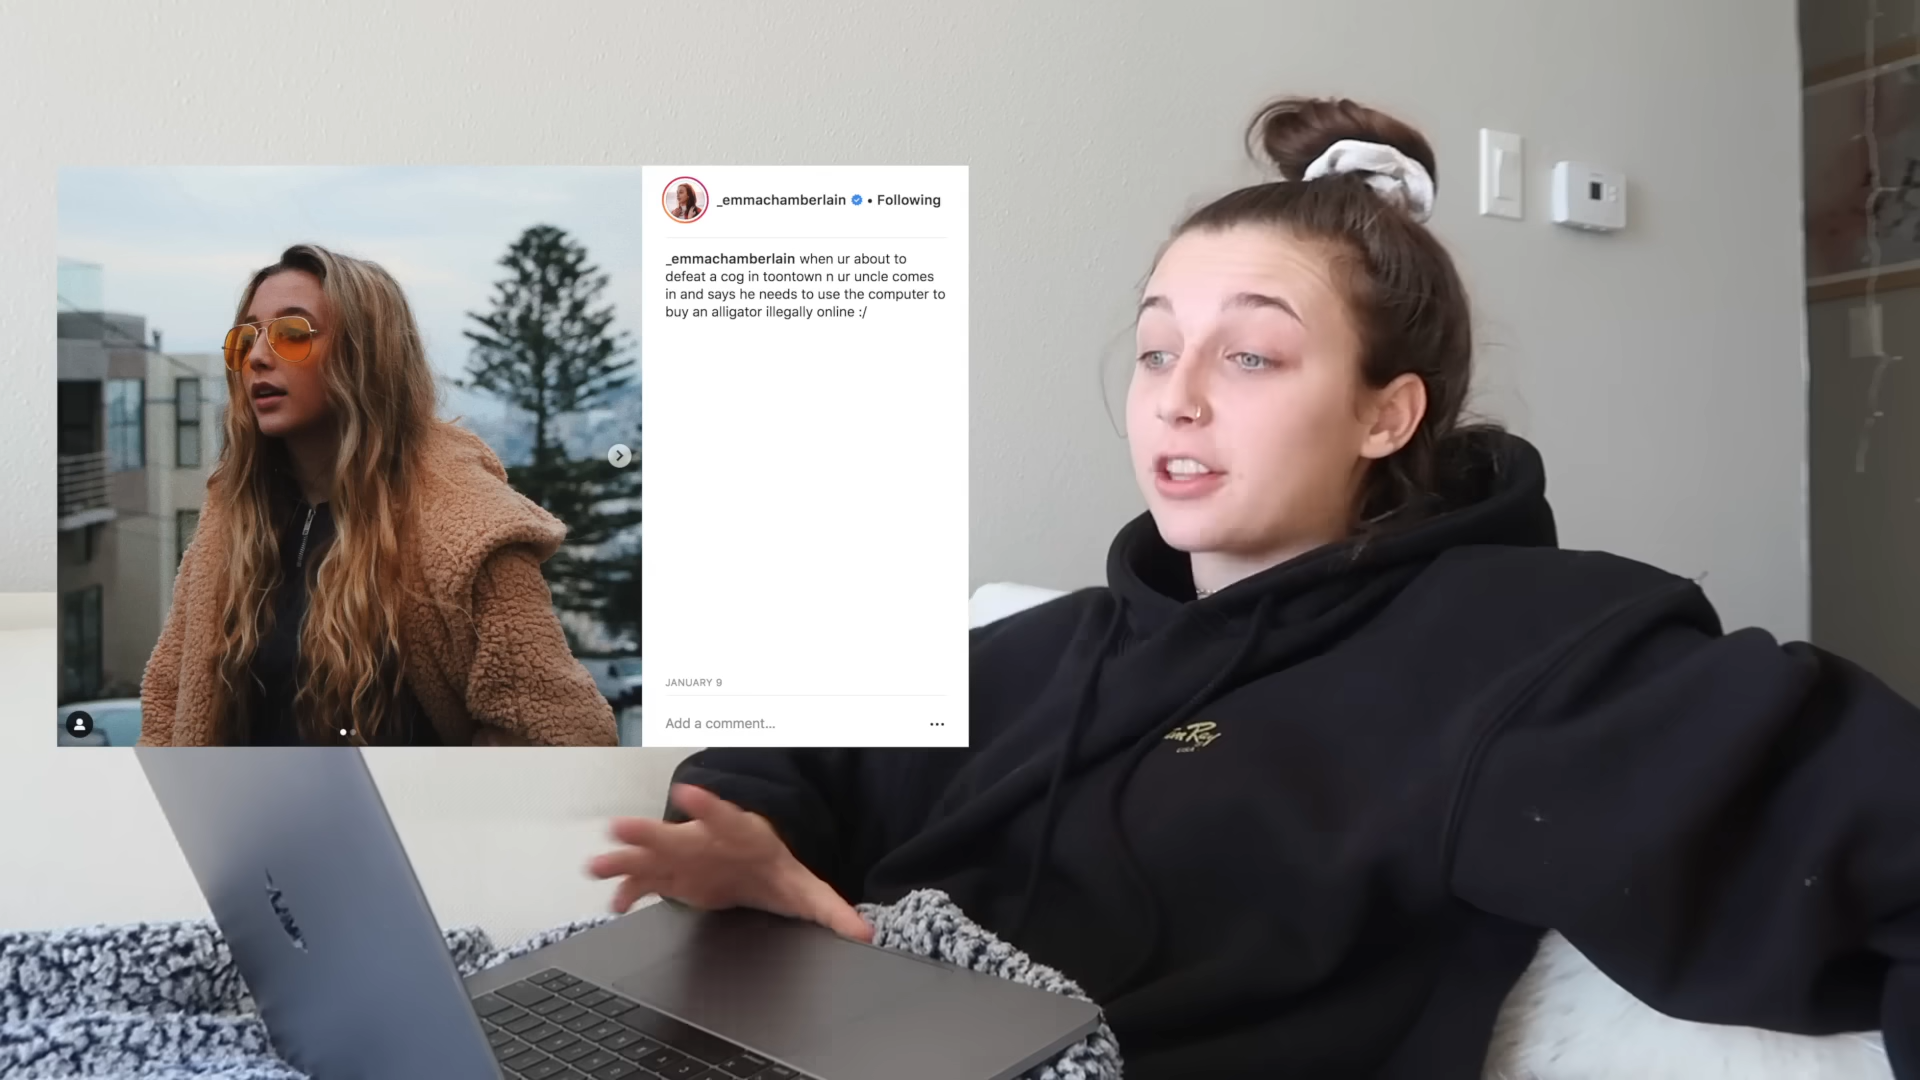 _emmachamberlain • Following
_emmachamberlain when ur about to
defeat a cog in toontown n ur uncle comes
in and says he needs to use the computer to
buy an alligator illegally online :/
JANUARY 9
Add a comment...